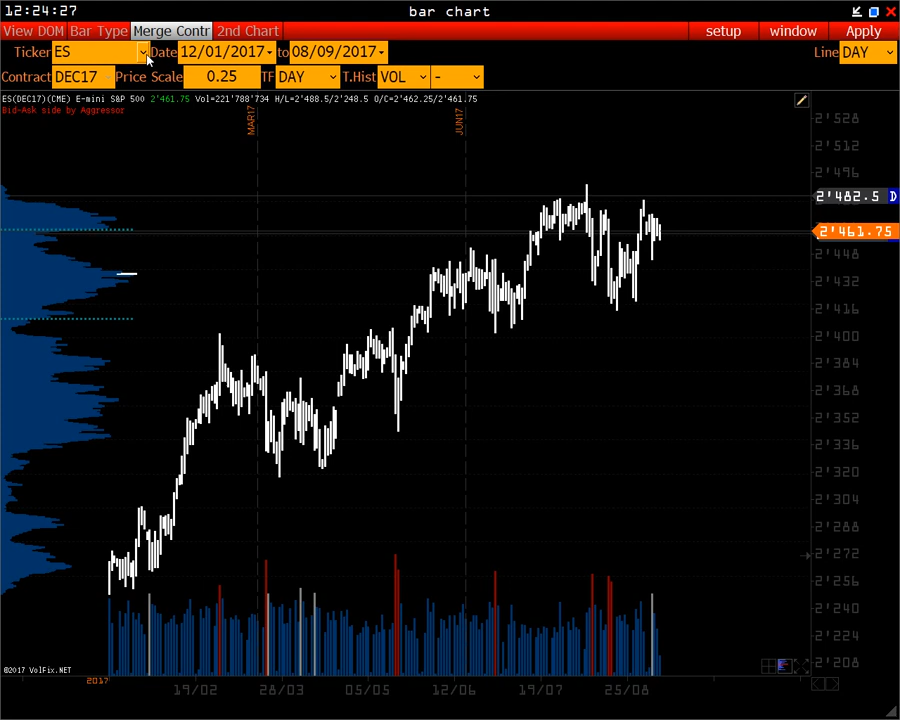 12:24:27 bar chart
View DOM Bar Type Merge Contr 2nd Chart setup window Apply
Ticker ES Date 12/01/2017 to 08/09/2017 Line DAY
Contract DEC17 Price Scale 0.25 TF DAY T.Hist VOL -
ES(DEC17)(CME) E-mini S&P 500 2'461.75 Vol=221'788'734 H/L=2'488.5/2'248.5 O/C=2'462.25/2'461.75
Bid-Ask side by Aggressor
MAR17
JUN17
2'528
2'512
2'496
2'482.5 D
2'461.75
2'448
2'432
2'416
2'400
2'384
2'368
2'352
2'336
2'320
2'304
2'288
2'272
2'256
2'240
2'224
2'208
©2017 VolFix.NET
2017
19/02 28/03 05/05 12/06 19/07 25/08